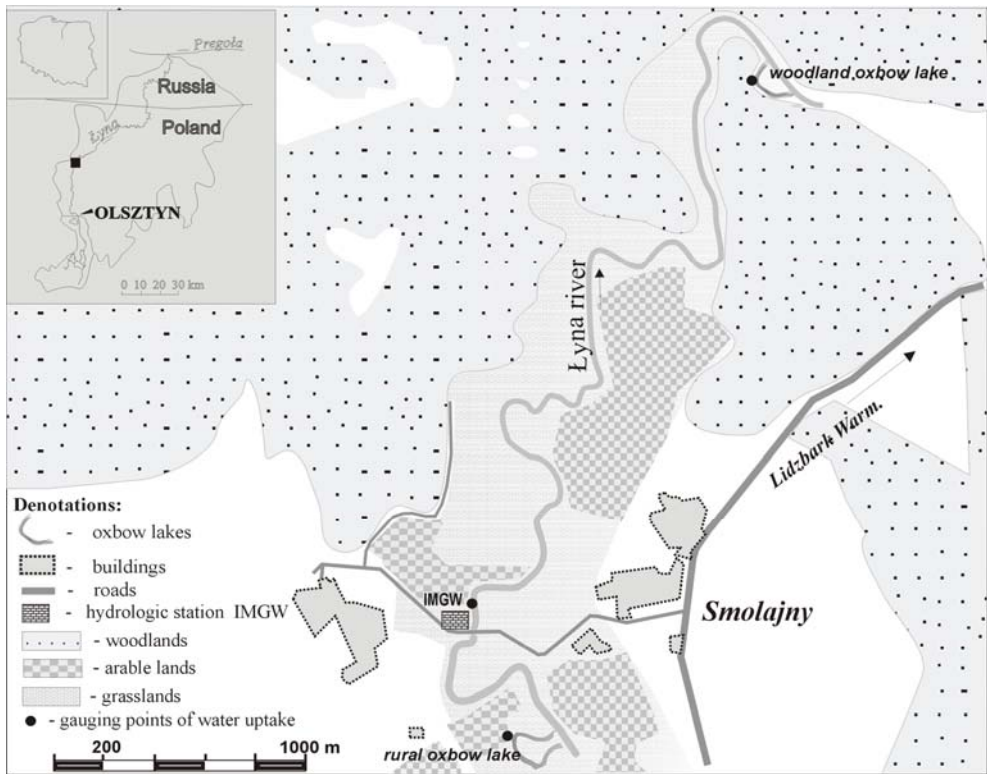 Pregoła
Russia
Poland
Łyna
OLSZTYN
0 10 20 30 km
woodland oxbow lake
Łyna river
Lidzbark Warm.
Smolajny
IMGW
rural oxbow lake
Denotations:
- oxbow lakes
- buildings
- roads
- hydrologic station IMGW
- woodlands
- arable lands
- grasslands
- gauging points of water uptake
200 1000 m